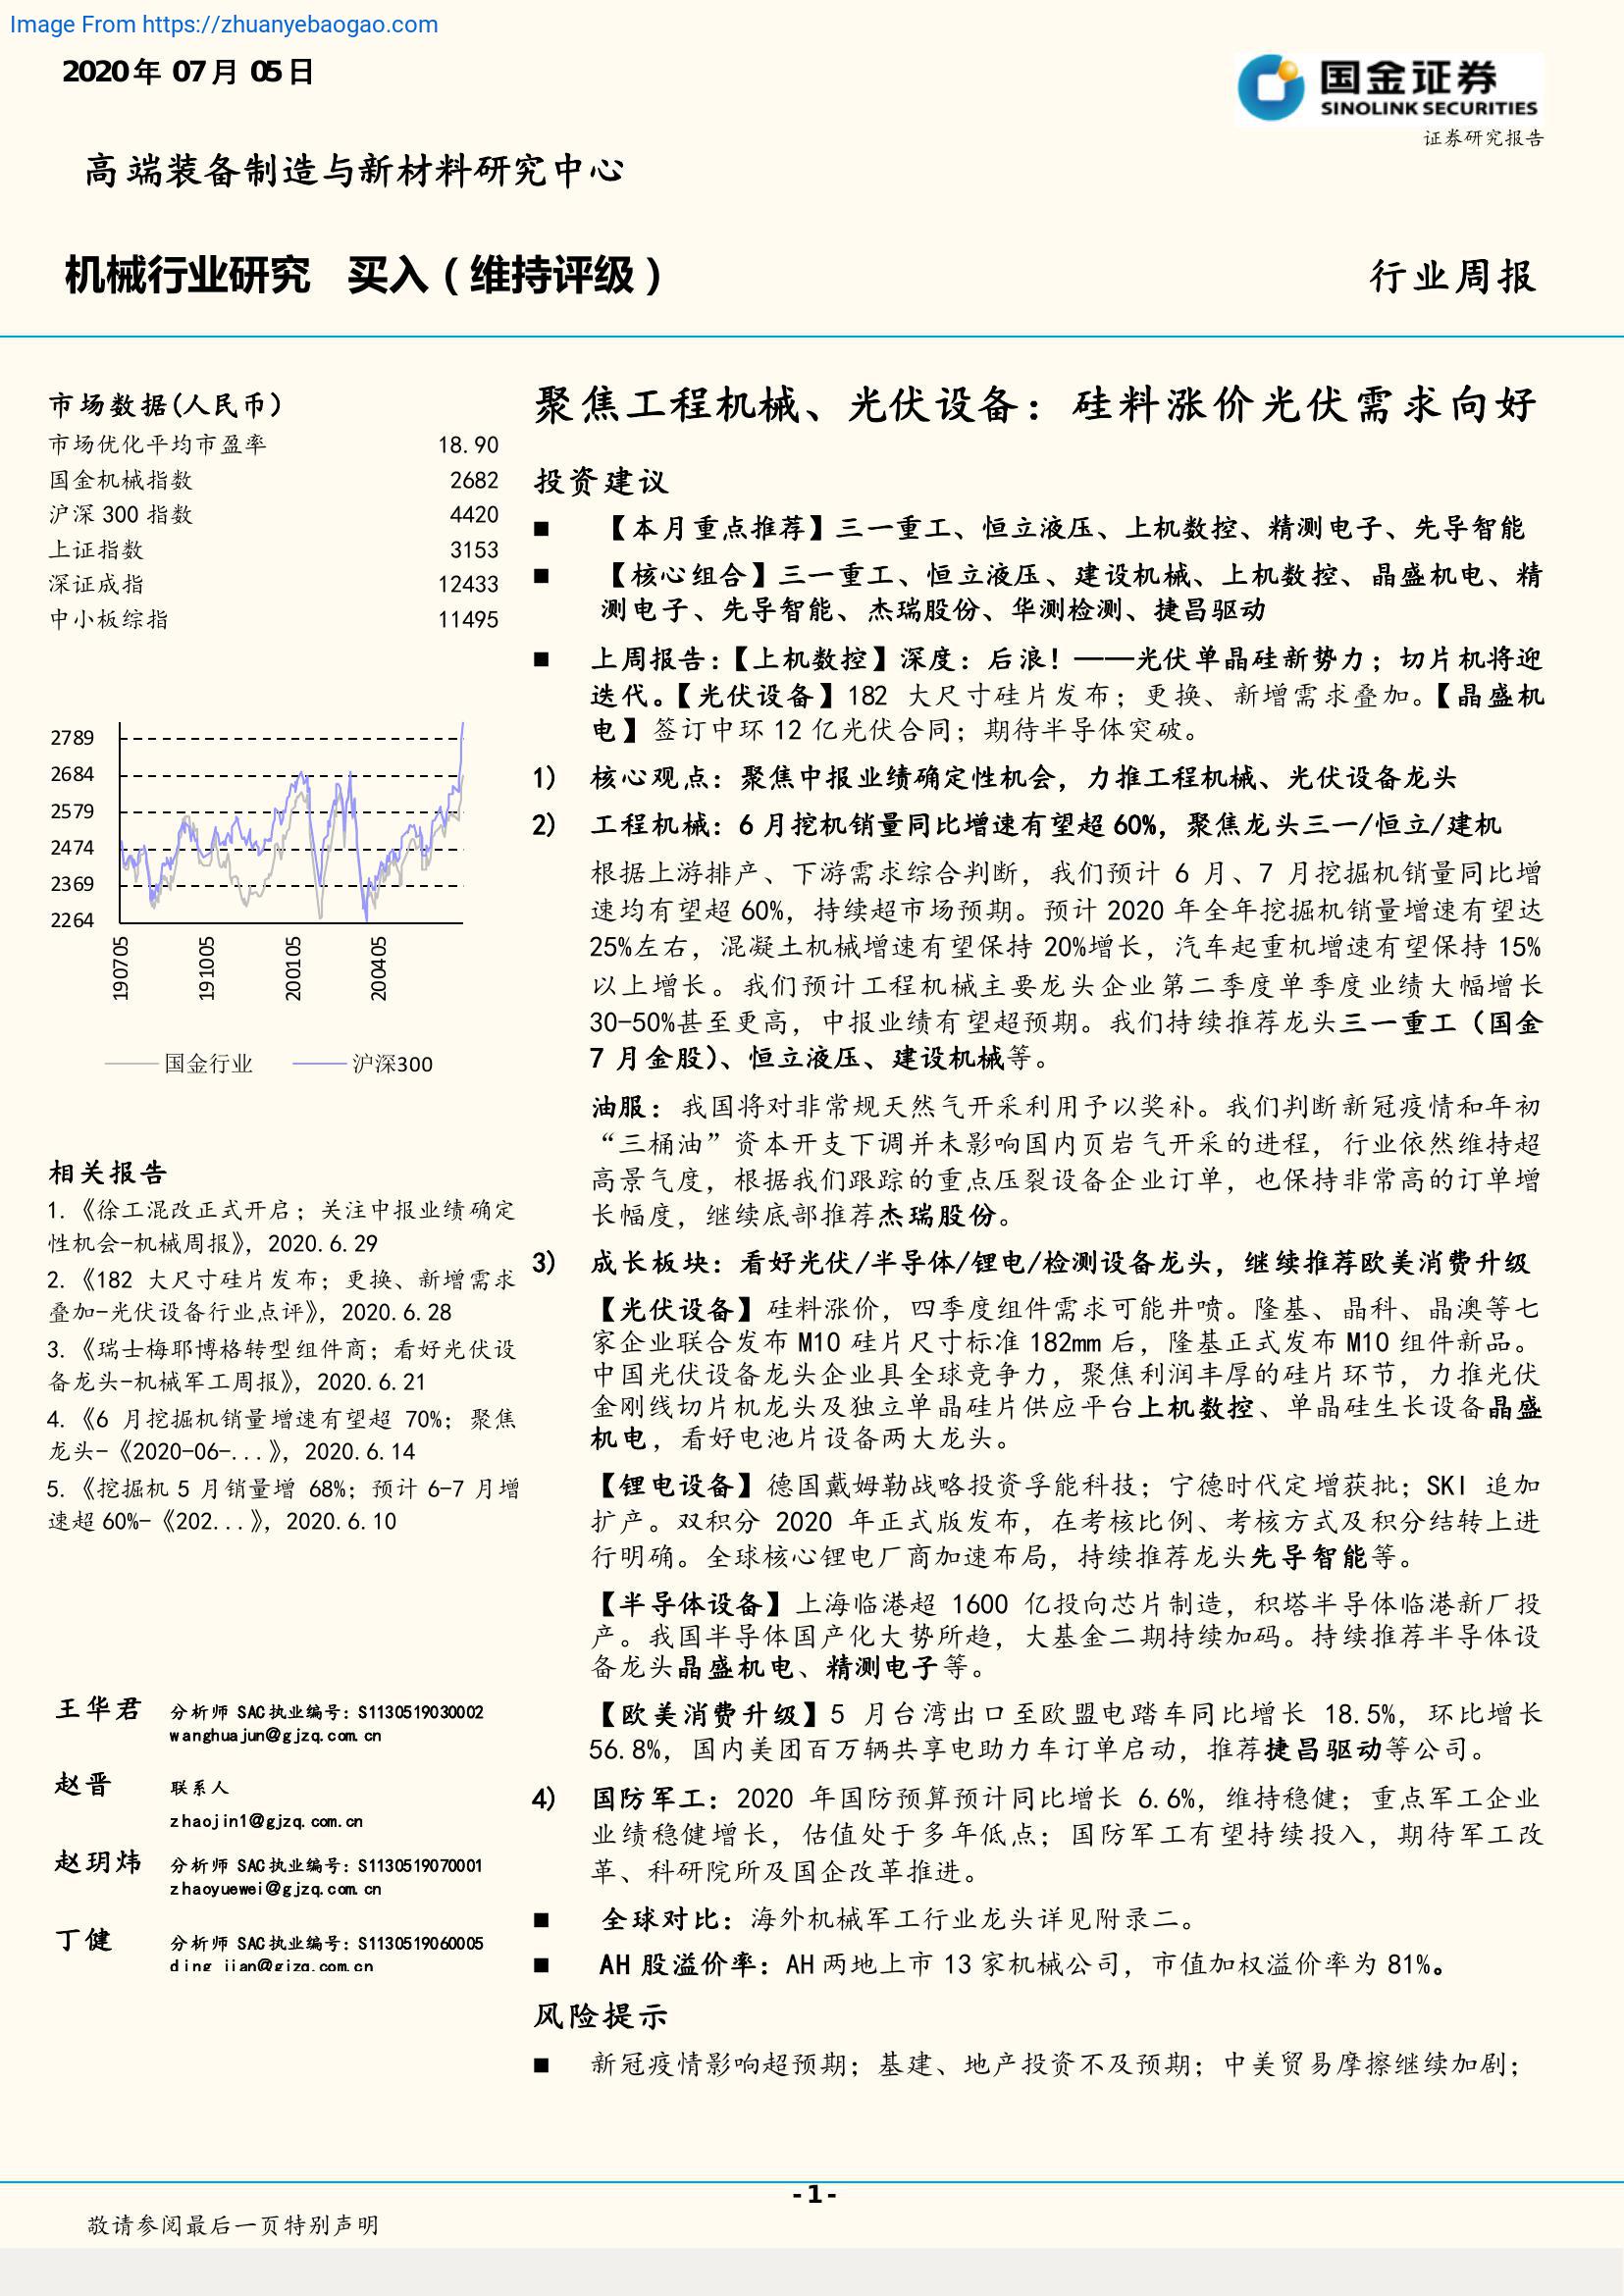 Image From https://zhuanyebaogao.com
2020年 07月 05日
国金证券
SINOLINK SECURITIES
证券研究报告
高端装备制造与新材料研究中心
机械行业研究 买入（维持评级）
行业周报
市场数据(人民币)
市场优化平均市盈率 18.90
国金机械指数 2682
沪深 300 指数 4420
上证指数 3153
深证成指 12433
中小板综指 11495
2789
2684
2579
2474
2369
2264
190705
191005
200105
200405
国金行业 沪深300
相关报告
1.《徐工混改正式开启；关注中报业绩确定
性机会-机械周报》，2020.6.29
2.《182 大尺寸硅片发布；更换、新增需求
叠加-光伏设备行业点评》，2020.6.28
3.《瑞士梅耶博格转型组件商；看好光伏设
备龙头-机械军工周报》，2020.6.21
4.《6 月挖掘机销量增速有望超 70%；聚焦
龙头-《2020-06-...》，2020.6.14
5.《挖掘机 5 月销量增 68%；预计 6-7 月增
速超 60%-《202...》，2020.6.10
王华君 分析师 SAC执业编号：S1130519030002
wanghuajun@gjzq.com.cn
赵晋 联系人
zhaojin1@gjzq.com.cn
赵玥炜 分析师 SAC执业编号：S1130519070001
zhaoyuewei@gjzq.com.cn
丁健 分析师 SAC执业编号：S1130519060005
ding_jian@gjzq.com.cn
聚焦工程机械、光伏设备：硅料涨价光伏需求向好
投资建议
■ 【本月重点推荐】三一重工、恒立液压、上机数控、精测电子、先导智能
■ 【核心组合】三一重工、恒立液压、建设机械、上机数控、晶盛机电、精
测电子、先导智能、杰瑞股份、华测检测、捷昌驱动
■ 上周报告：【上机数控】深度：后浪！——光伏单晶硅新势力；切片机将迎
迭代。【光伏设备】182 大尺寸硅片发布；更换、新增需求叠加。【晶盛机
电】签订中环 12 亿光伏合同；期待半导体突破。
1) 核心观点：聚焦中报业绩确定性机会，力推工程机械、光伏设备龙头
2) 工程机械：6 月挖机销量同比增速有望超 60%，聚焦龙头三一/恒立/建机
根据上游排产、下游需求综合判断，我们预计 6 月、7 月挖掘机销量同比增
速均有望超 60%，持续超市场预期。预计 2020 年全年挖掘机销量增速有望达
25%左右，混凝土机械增速有望保持 20%增长，汽车起重机增速有望保持 15%
以上增长。我们预计工程机械主要龙头企业第二季度单季度业绩大幅增长
30-50%甚至更高，中报业绩有望超预期。我们持续推荐龙头三一重工（国金
7 月金股）、恒立液压、建设机械等。
油服：我国将对非常规天然气开采利用予以奖补。我们判断新冠疫情和年初
“三桶油”资本开支下调并未影响国内页岩气开采的进程，行业依然维持超
高景气度，根据我们跟踪的重点压裂设备企业订单，也保持非常高的订单增
长幅度，继续底部推荐杰瑞股份。
3) 成长板块：看好光伏/半导体/锂电/检测设备龙头，继续推荐欧美消费升级
【光伏设备】硅料涨价，四季度组件需求可能井喷。隆基、晶科、晶澳等七
家企业联合发布 M10 硅片尺寸标准 182mm 后，隆基正式发布 M10 组件新品。
中国光伏设备龙头企业具全球竞争力，聚焦利润丰厚的硅片环节，力推光伏
金刚线切片机龙头及独立单晶硅片供应平台上机数控、单晶硅生长设备晶盛
机电，看好电池片设备两大龙头。
【锂电设备】德国戴姆勒战略投资孚能科技；宁德时代定增获批；SKI 追加
扩产。双积分 2020 年正式版发布，在考核比例、考核方式及积分结转上进
行明确。全球核心锂电厂商加速布局，持续推荐龙头先导智能等。
【半导体设备】上海临港超 1600 亿投向芯片制造，积塔半导体临港新厂投
产。我国半导体国产化大势所趋，大基金二期持续加码。持续推荐半导体设
备龙头晶盛机电、精测电子等。
【欧美消费升级】5 月台湾出口至欧盟电踏车同比增长 18.5%，环比增长
56.8%，国内美团百万辆共享电助力车订单启动，推荐捷昌驱动等公司。
4) 国防军工：2020 年国防预算预计同比增长 6.6%，维持稳健；重点军工企业
业绩稳健增长，估值处于多年低点；国防军工有望持续投入，期待军工改
革、科研院所及国企改革推进。
■ 全球对比：海外机械军工行业龙头详见附录二。
■ AH 股溢价率：AH 两地上市 13 家机械公司，市值加权溢价率为 81%。
风险提示
■ 新冠疫情影响超预期；基建、地产投资不及预期；中美贸易摩擦继续加剧；
- 1 -
敬请参阅最后一页特别声明